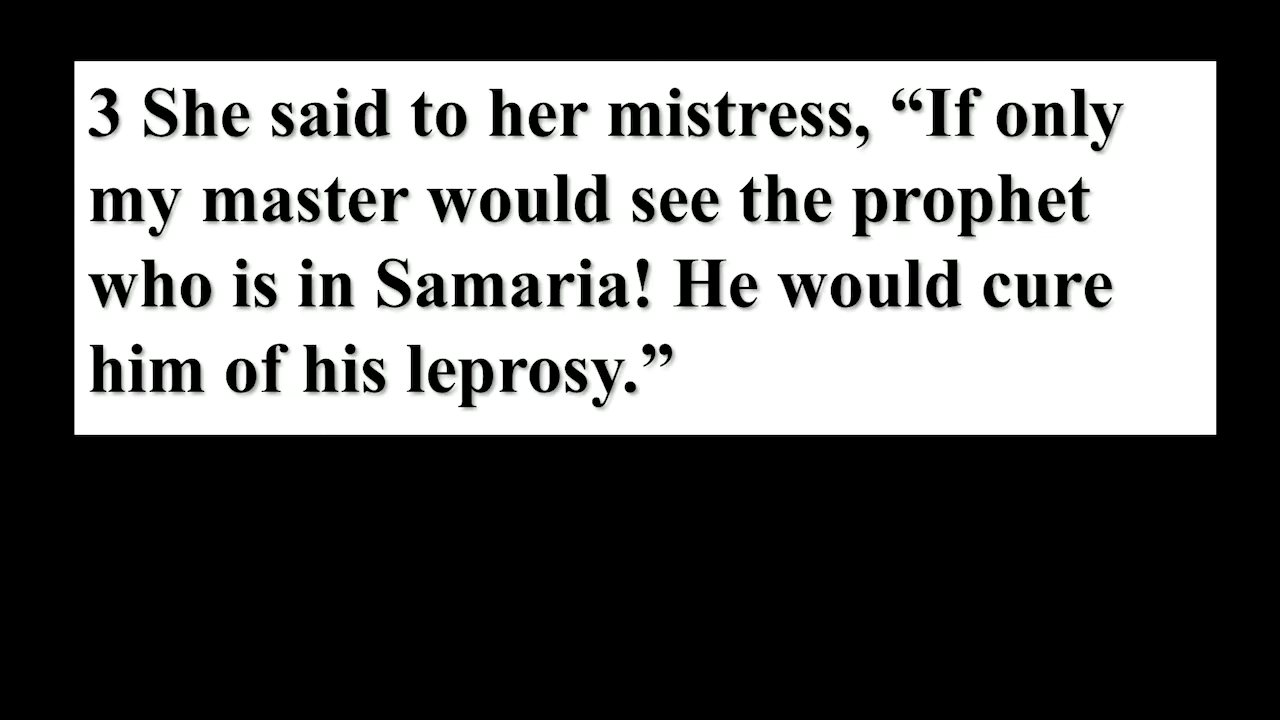 3 She said to her mistress, “If only
my master would see the prophet
who is in Samaria! He would cure
him of his leprosy.”